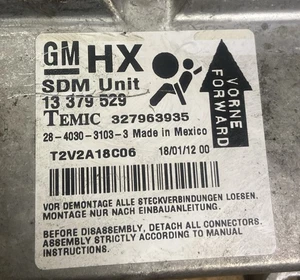 GM HX
SDM Unit
13 379 529
TEMIC 327963935
28-4030-3103-3 Made in Mexico
T2V2A18C06 18/01/12 00
VORNE
FORWARD
VOR DEMONTAGE ALLE STECKVERBINDUNGEN LOESEN.
MONTAGE NUR NACH EINBAUANLEITUNG.
BEFORE DISASSEMBLY, DETACH ALL CONNECTORS.
ASSEMBLY STRICTLY ACCORDING TO MANUAL
INSTRUCTIONS.